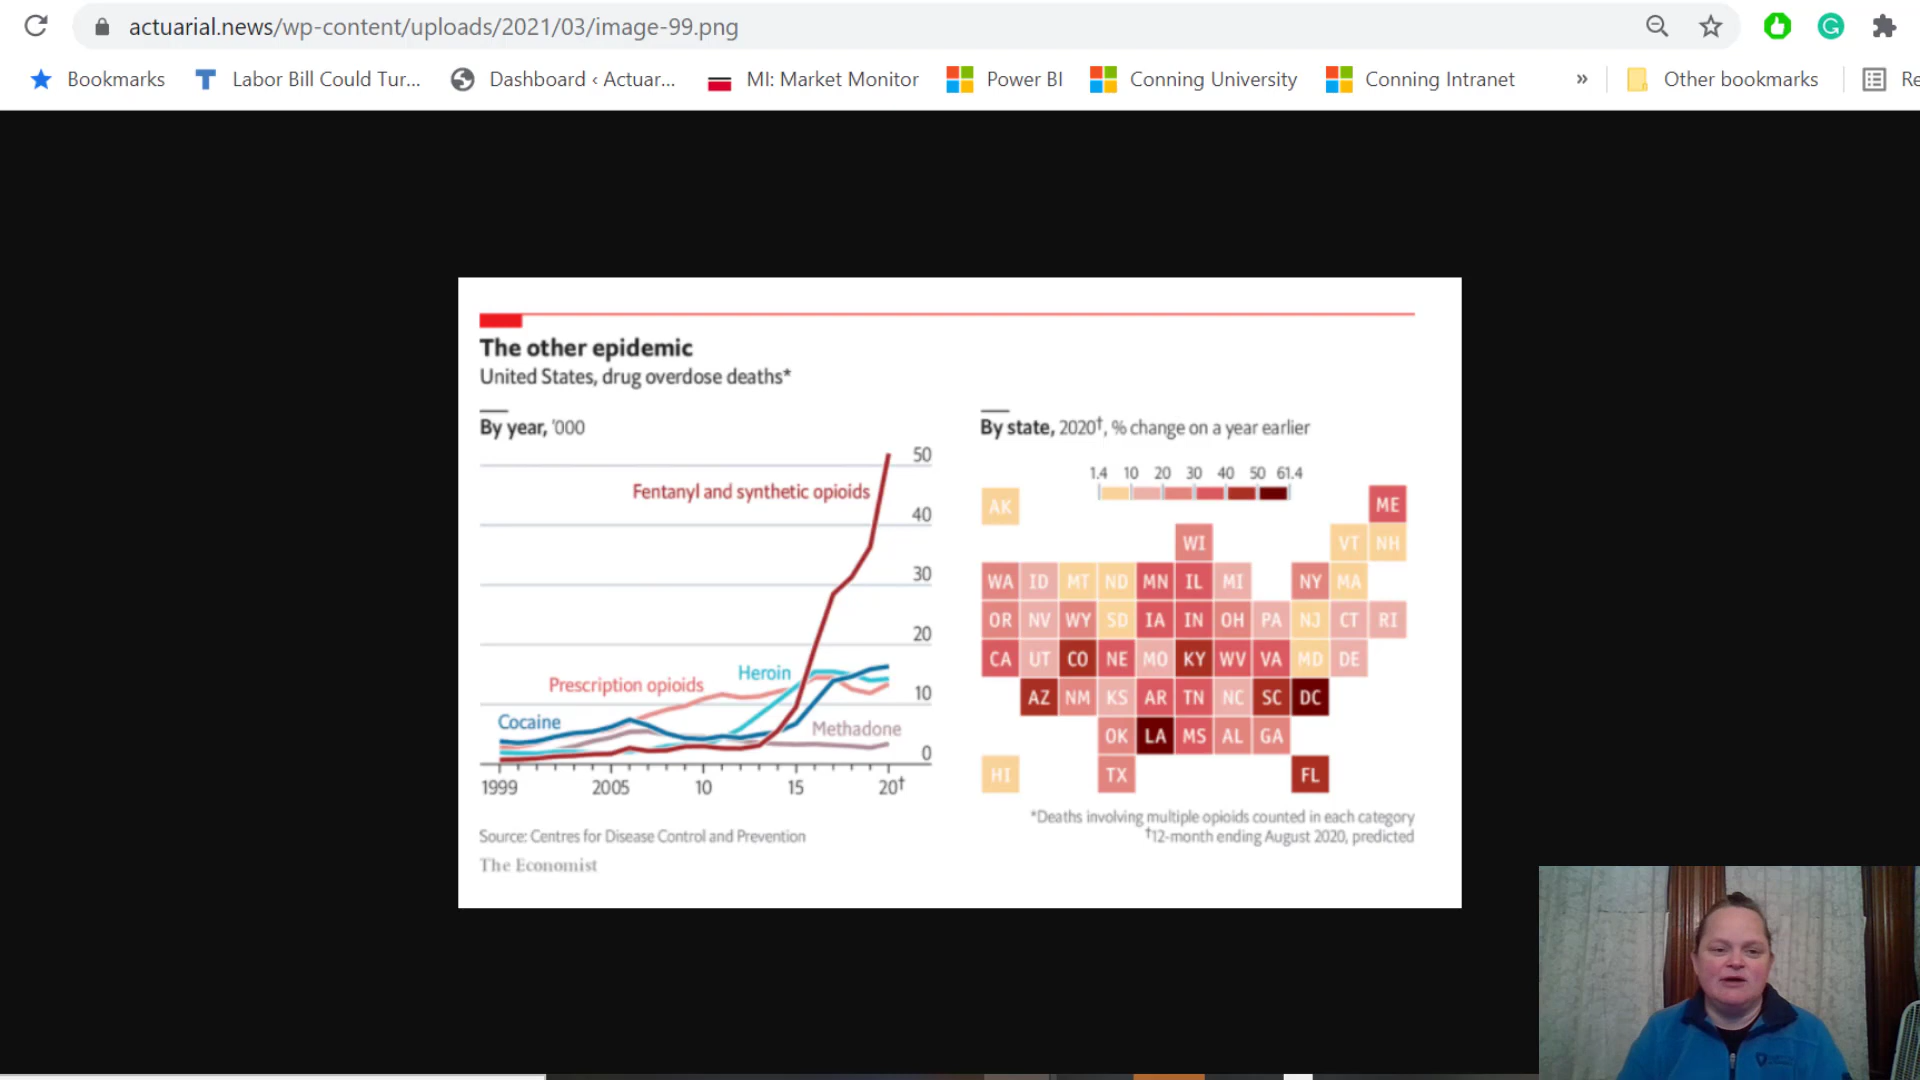 actuarial.news/wp-content/uploads/2021/03/image-99.png
Bookmarks Labor Bill Could Tur... Dashboard ‹ Actuar... MI: Market Monitor Power BI Conning University Conning Intranet » Other bookmarks Re
The other epidemic
United States, drug overdose deaths*
By year, '000
50
Fentanyl and synthetic opioids
40
30
20
Heroin
Prescription opioids
10
Cocaine
Methadone
0
1999 2005 10 15 20†
Source: Centres for Disease Control and Prevention
The Economist
By state, 2020†, % change on a year earlier
1.4 10 20 30 40 50 61.4
AK ME
WI VT NH
WA ID MT ND MN IL MI NY MA
OR NV WY SD IA IN OH PA NJ CT RI
CA UT CO NE MO KY WV VA MD DE
AZ NM KS AR TN NC SC DC
OK LA MS AL GA
HI TX FL
*Deaths involving multiple opioids counted in each category
†12-month ending August 2020, predicted